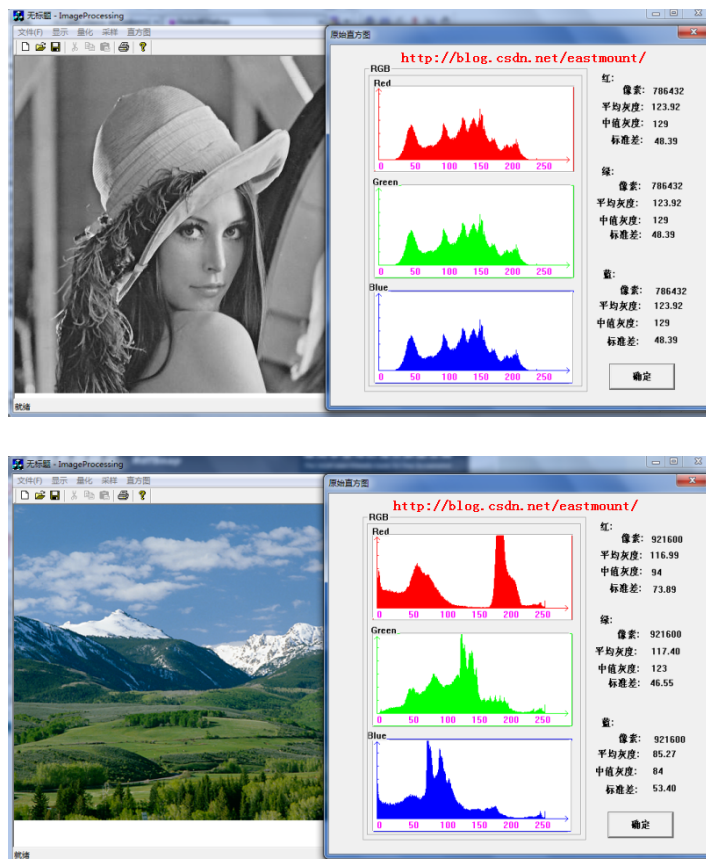 无标题 - ImageProcessing
文件(F) 显示 量化 采样 直方图
原始直方图
http://blog.csdn.net/eastmount/
RGB
Red
0 50 100 150 200 250
Green
0 50 100 150 200 250
Blue
0 50 100 150 200 250
红:
像素: 786432
平均灰度: 123.92
中值灰度: 129
标准差: 48.39
绿:
像素: 786432
平均灰度: 123.92
中值灰度: 129
标准差: 48.39
蓝:
像素: 786432
平均灰度: 123.92
中值灰度: 129
标准差: 48.39
确定
就绪
无标题 - ImageProcessing
文件(F) 显示 量化 采样 直方图
原始直方图
http://blog.csdn.net/eastmount/
RGB
Red
0 50 100 150 200 250
Green
0 50 100 150 200 250
Blue
0 50 100 150 200 250
红:
像素: 921600
平均灰度: 116.99
中值灰度: 94
标准差: 73.89
绿:
像素: 921600
平均灰度: 117.40
中值灰度: 123
标准差: 46.55
蓝:
像素: 921600
平均灰度: 85.27
中值灰度: 84
标准差: 53.40
确定
就绪